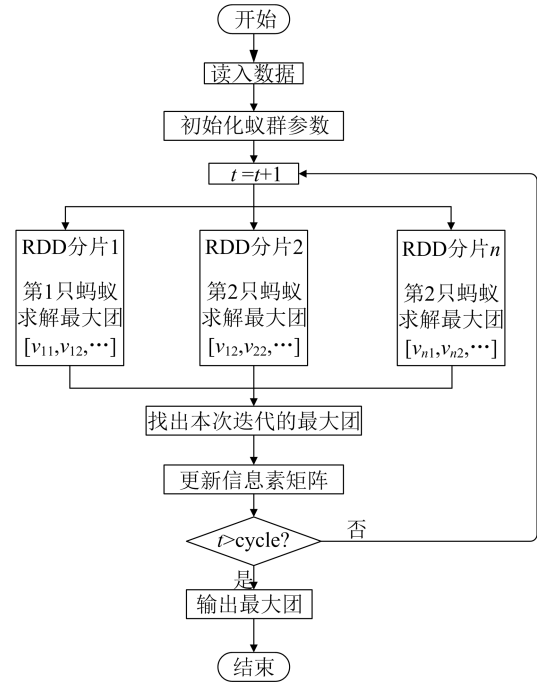 开始
读入数据
初始化蚁群参数
t =t+1
RDD分片1
第1只蚂蚁
求解最大团
[v11,v12,…]
RDD分片2
第2只蚂蚁
求解最大团
[v12,v22,…]
RDD分片n
第2只蚂蚁
求解最大团
[vn1,vn2,…]
找出本次迭代的最大团
更新信息素矩阵
t>cycle?
否
是
输出最大团
结束